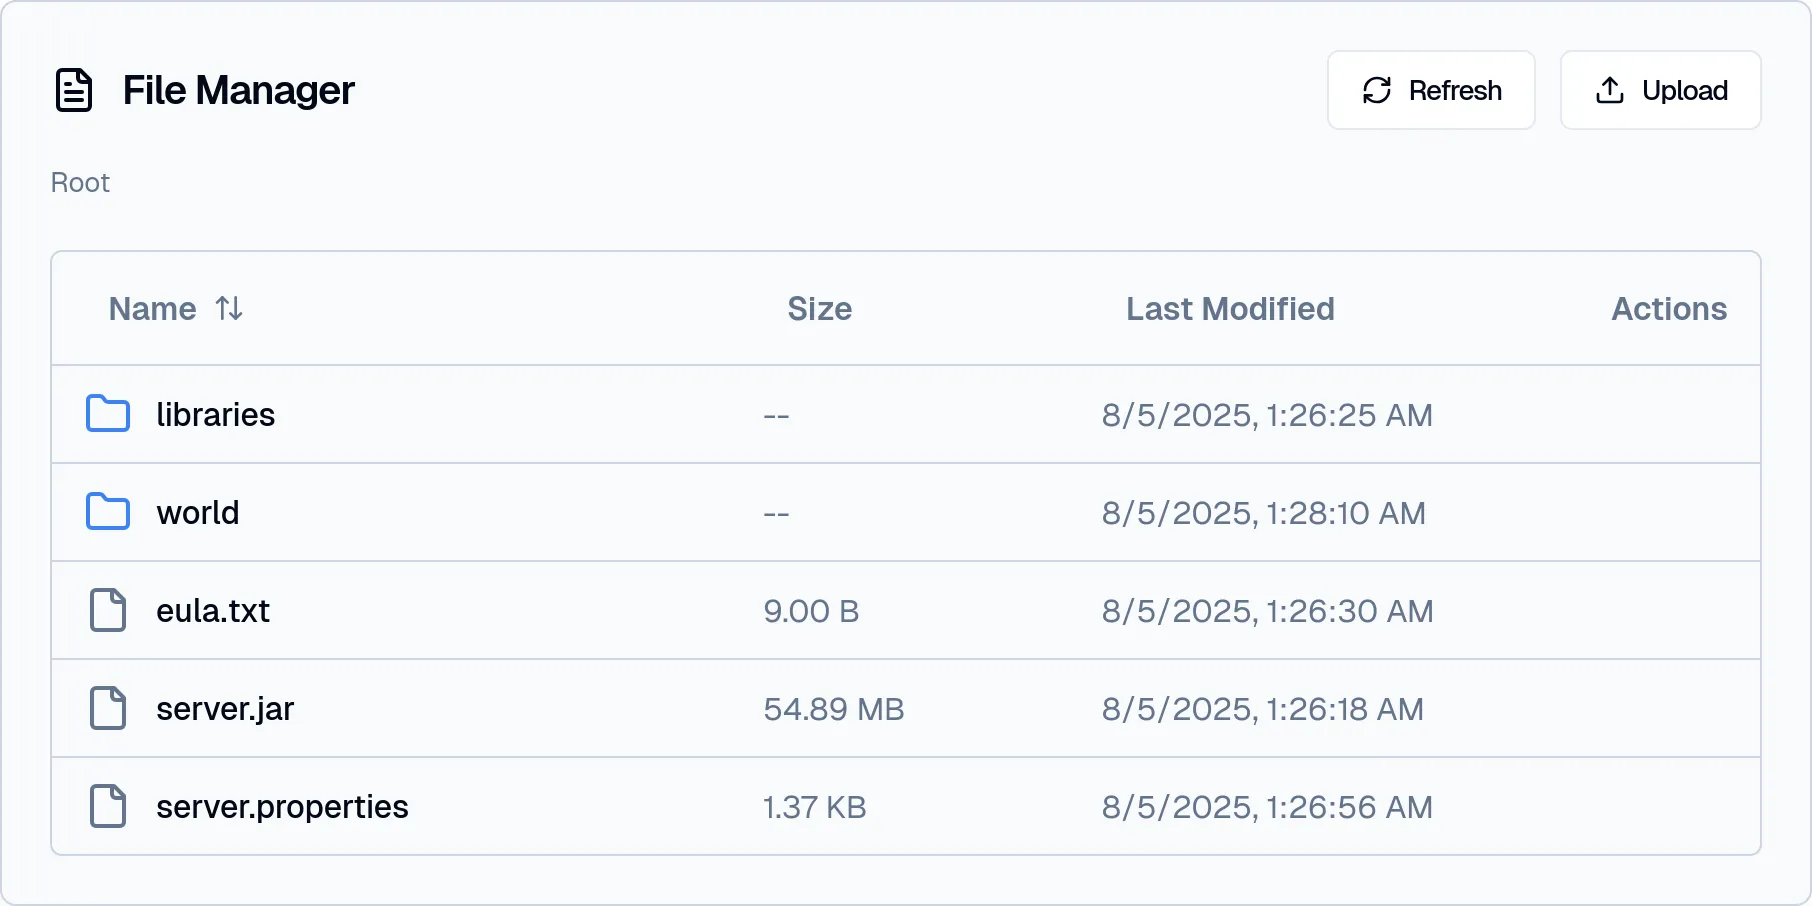 File Manager
Refresh
Upload
Root
Name Size Last Modified Actions
libraries -- 8/5/2025, 1:26:25 AM
world -- 8/5/2025, 1:28:10 AM
eula.txt 9.00 B 8/5/2025, 1:26:30 AM
server.jar 54.89 MB 8/5/2025, 1:26:18 AM
server.properties 1.37 KB 8/5/2025, 1:26:56 AM